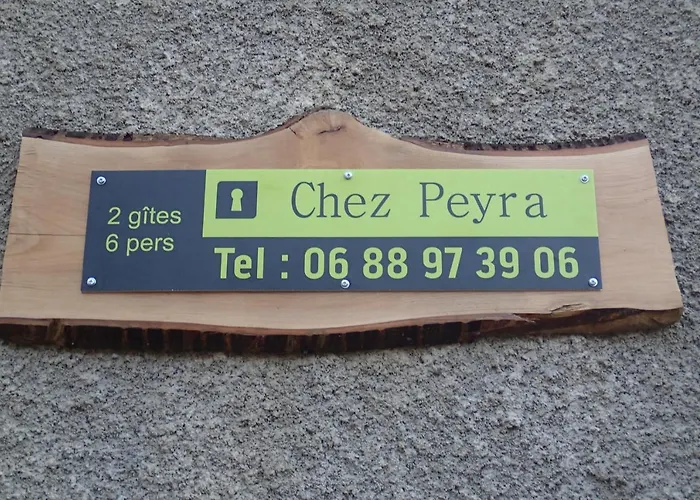 2 gîtes
6 pers
Chez Peyra
Tel : 06 88 97 39 06